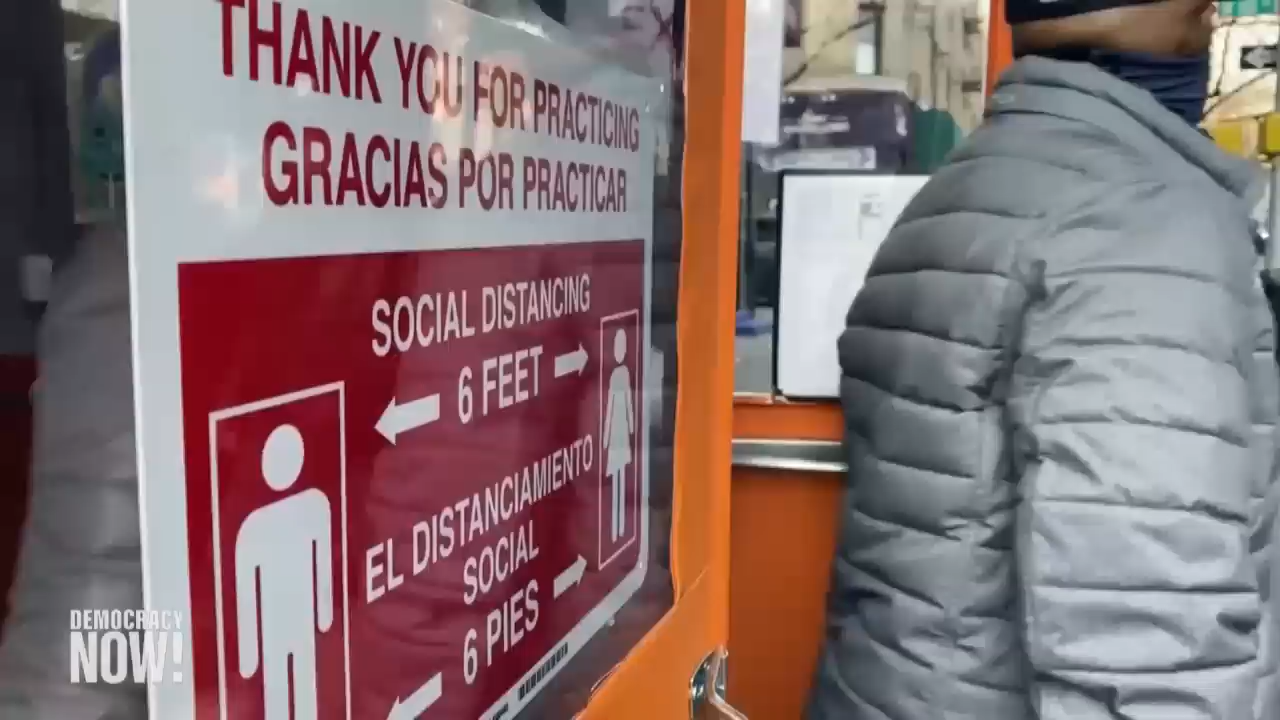 THANK YOU FOR PRACTICING
GRACIAS POR PRACTICAR
SOCIAL DISTANCING
6 FEET
EL DISTANCIAMIENTO
SOCIAL
6 PIES
DEMOCRACY
NOW!